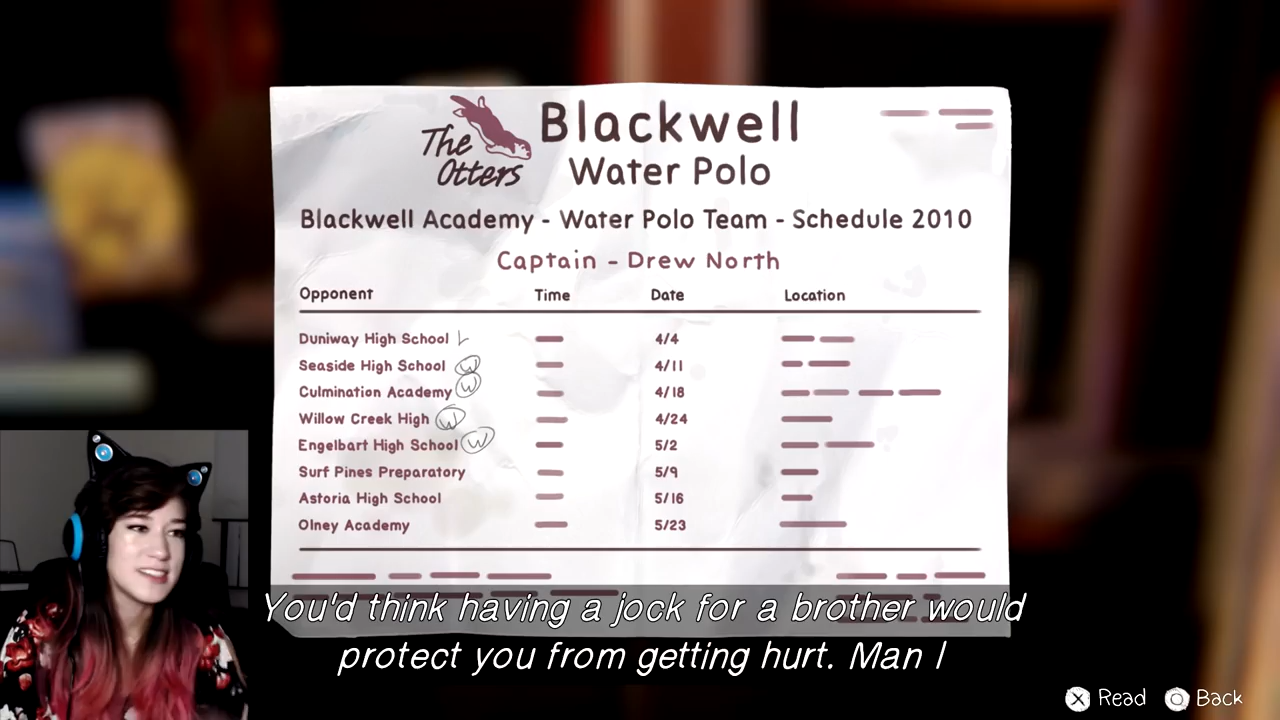 The
Otters
Blackwell
Water Polo
Blackwell Academy - Water Polo Team - Schedule 2010
Captain - Drew North
Opponent Time Date Location
Duniway High School L 4/4
Seaside High School W 4/11
Culmination Academy W 4/18
Willow Creek High W 4/24
Engelbart High School W 5/2
Surf Pines Preparatory 5/9
Astoria High School 5/16
Olney Academy 5/23
You'd think having a jock for a brother would
protect you from getting hurt. Man I
X Read O Back